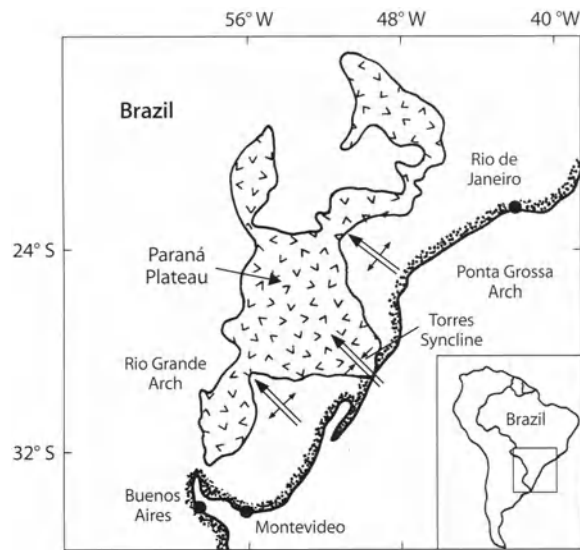 56° W
48° W
40° W
Brazil
Rio de
Janeiro
24° S
Paraná
Plateau
Ponta Grossa
Arch
Torres
Syncline
Rio Grande
Arch
Brazil
32° S
Buenos
Aires
Montevideo